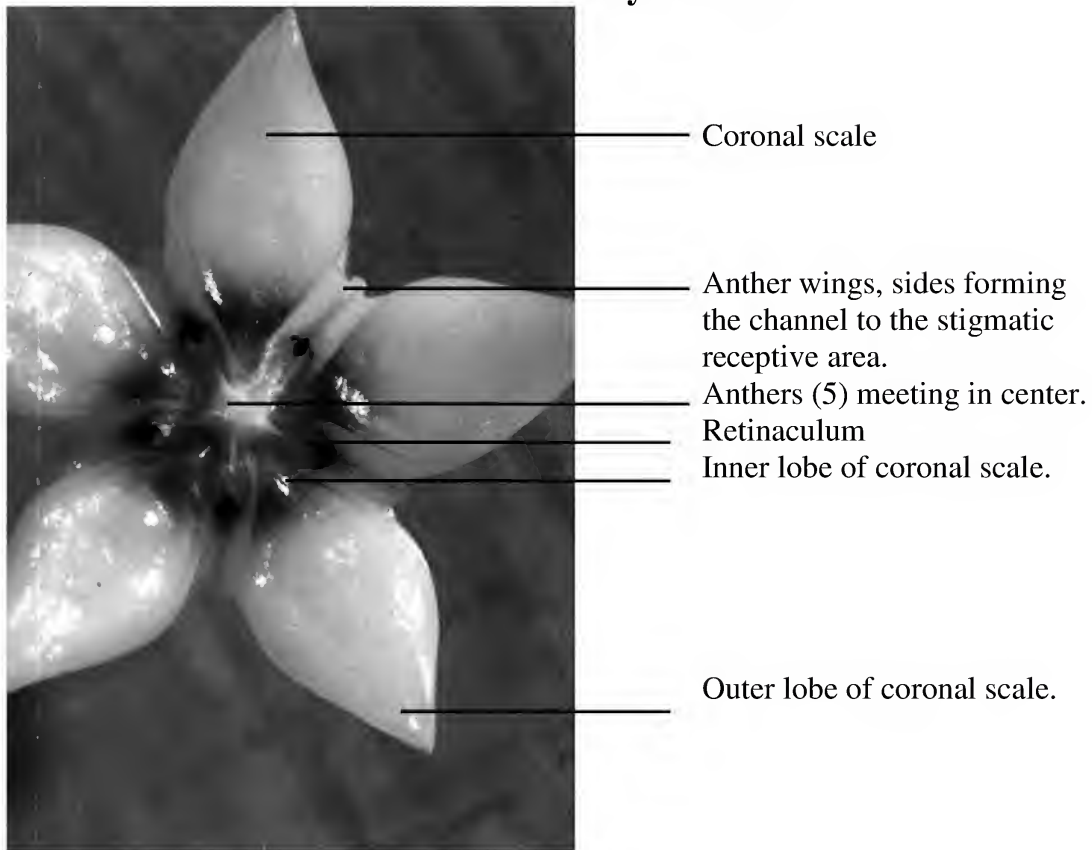 Coronal scale
Anther wings, sides forming
the channel to the stigmatic
receptive area.
Anthers (5) meeting in center.
Retinaculum
Inner lobe of coronal scale.
Outer lobe of coronal scale.